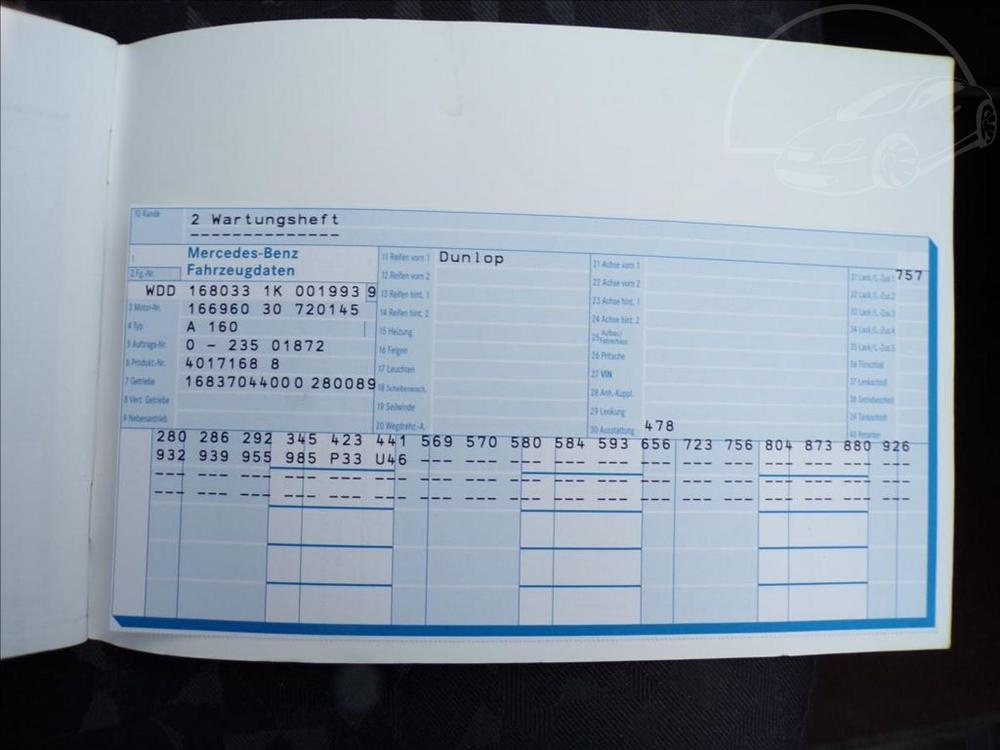 10 Kunde 2 Wartungsheft
1 Mercedes-Benz
Fahrzeugdaten
2 Fg.-Nr.
WDD 168033 1K 001993 9
3 Motor-Nr. 166960 30 720145
4 Typ A 160
5 Auftrags-Nr. 0 - 235 01872
6 Produkt.-Nr. 4017168 8
7 Getriebe 16837044000 280089
8 Vert. Getriebe
9 Nebenantrieb
11 Reifen vorn 1 Dunlop
12 Reifen vorn 2
13 Reifen hint. 1
14 Reifen hint. 2
15 Heizung
16 Felgen
17 Leuchten
18 Scheibenwisch.
19 Seilwinde
20 Wegdrehz.-A.
21 Achse vorn 1
22 Achse vorn 2
23 Achse hint. 1
24 Achse hint. 2
25 Aufbau/
Fahrerhaus
26 Pritsche
27 VIN
28 Anh. Kuppl.
29 Lenkung
30 Ausstattung 478
31 Lack/L.-Zus.1 757
32 Lack/L.-Zus.2
33 Lack/L.-Zus.3
34 Lack/L.-Zus.4
35 Lack/L.-Zus.5
36 Türschloß
37 Lenkschloß
38 Getriebeschloß
39 Tankschloß
40 Retarder
280 286 292 345 423 441 569 570 580 584 593 656 723 756 804 873 880 926
932 939 955 985 P33 U46 --- --- --- --- --- --- --- --- --- --- --- ---
--- --- --- --- --- --- --- --- --- --- --- --- --- --- --- --- --- ---
--- --- --- --- --- --- --- --- --- --- --- --- --- --- --- --- --- ---